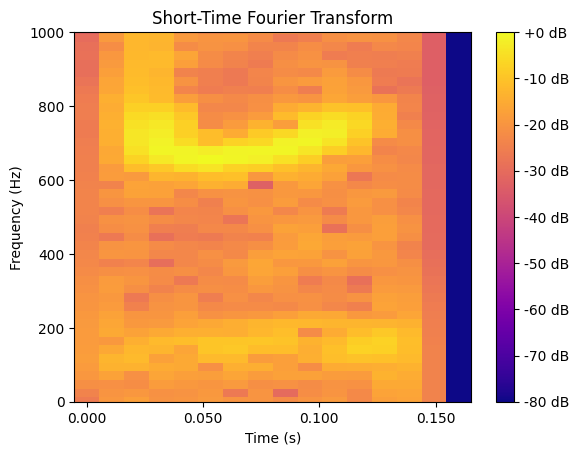 Short-Time Fourier Transform
Frequency (Hz)
1000
800
600
400
200
0
0.000
0.050
0.100
0.150
Time (s)
+0 dB
-10 dB
-20 dB
-30 dB
-40 dB
-50 dB
-60 dB
-70 dB
-80 dB